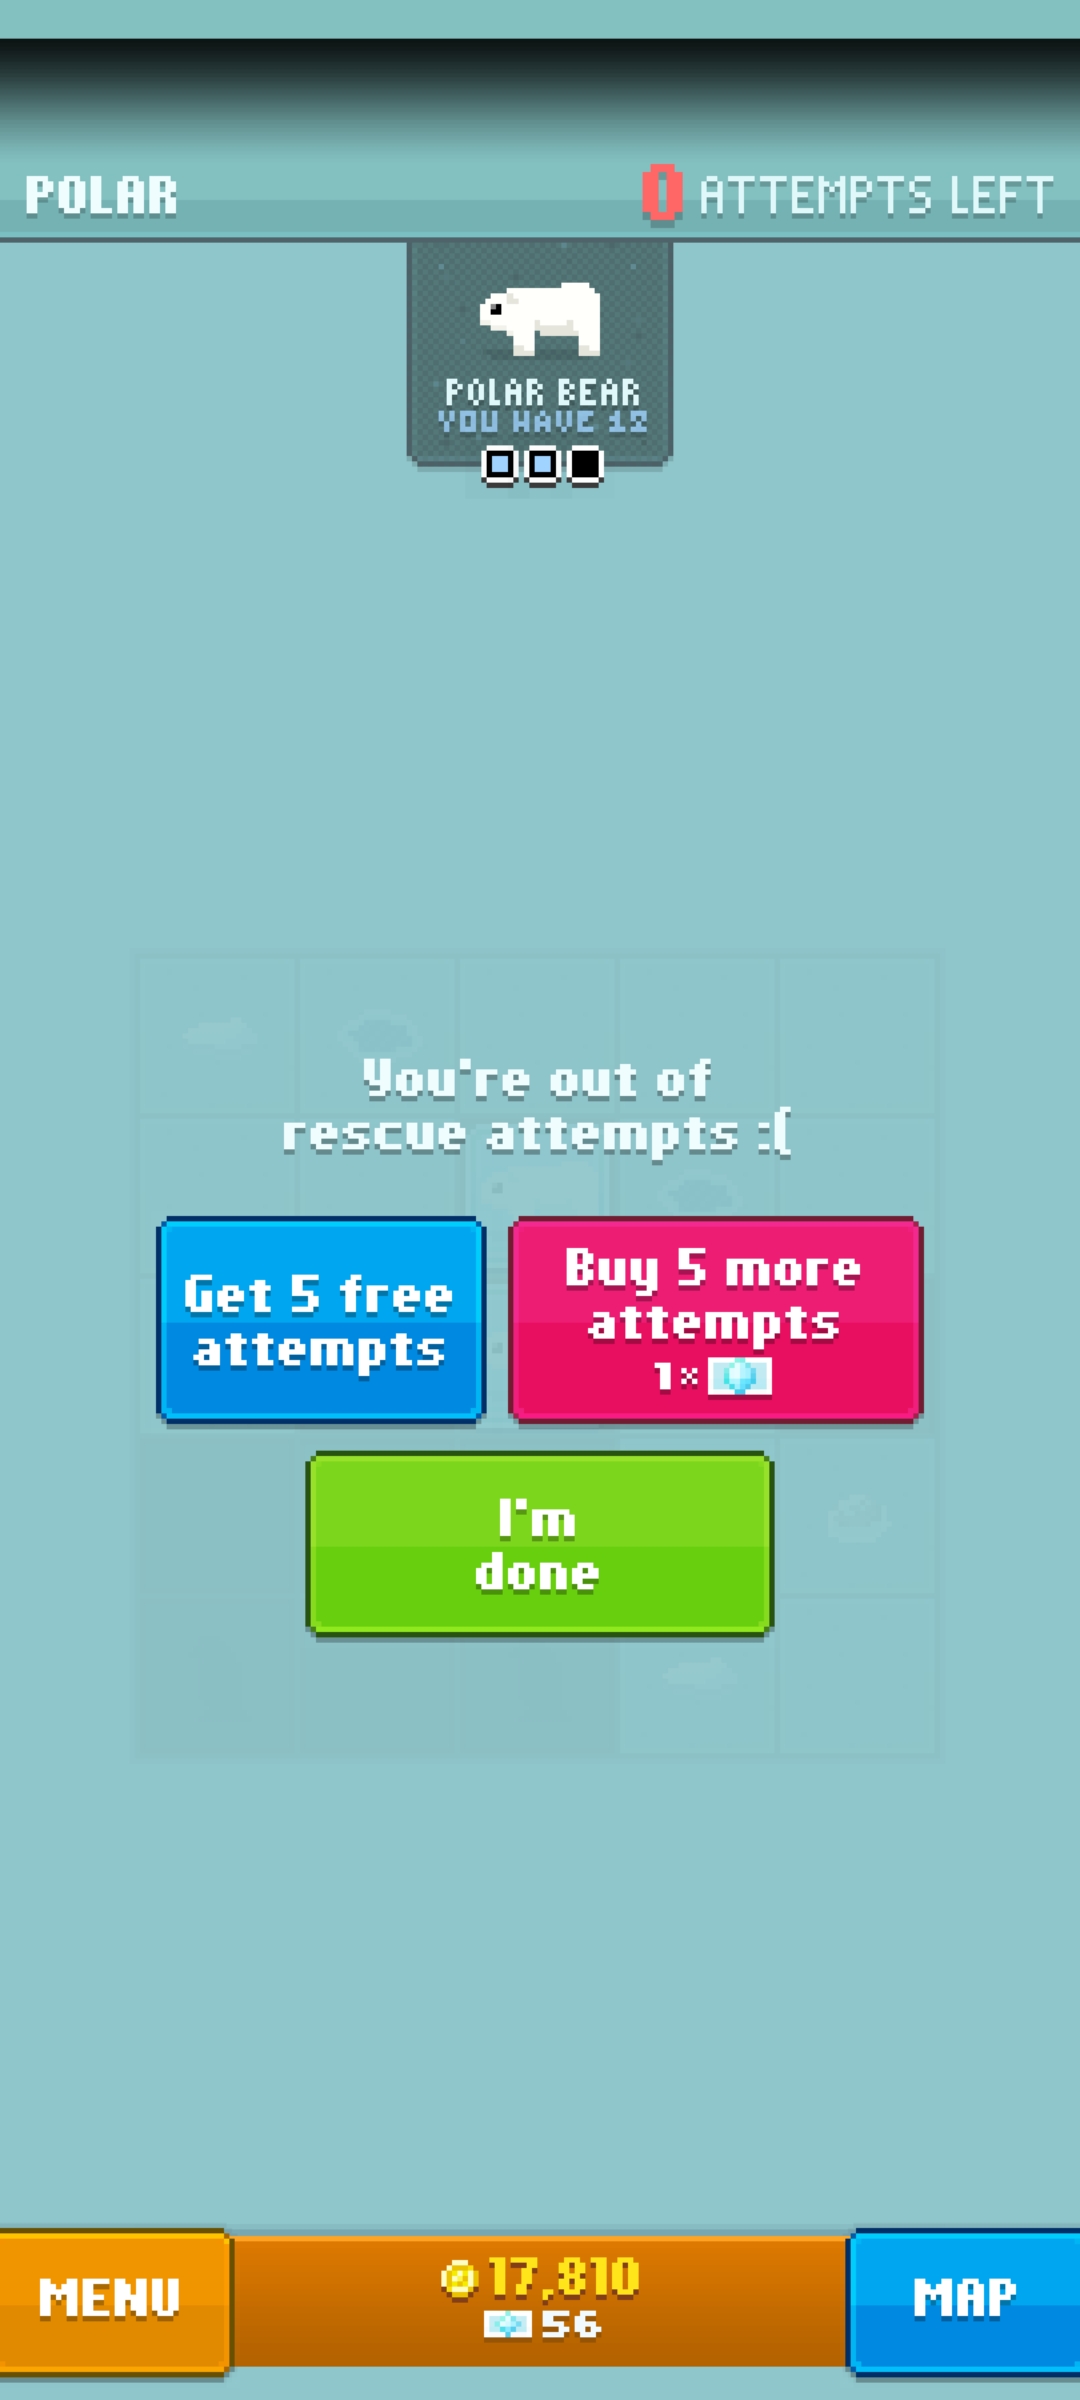 POLAR
0 ATTEMPTS LEFT
POLAR BEAR
YOU HAVE 12
You're out of
rescue attempts :(
Get 5 free
attempts
Buy 5 more
attempts
1×
I'm
done
MENU
17,810
56
MAP